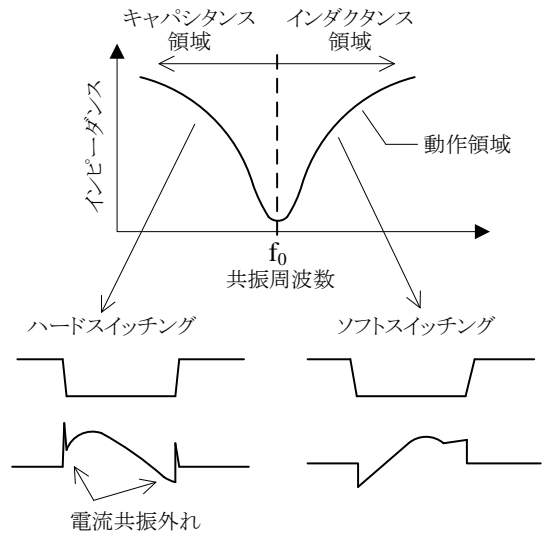 キャパシタンス
領域
インダクタンス
領域
インピーダンス
動作領域
f₀
共振周波数
ハードスイッチング
ソフトスイッチング
電流共振外れ